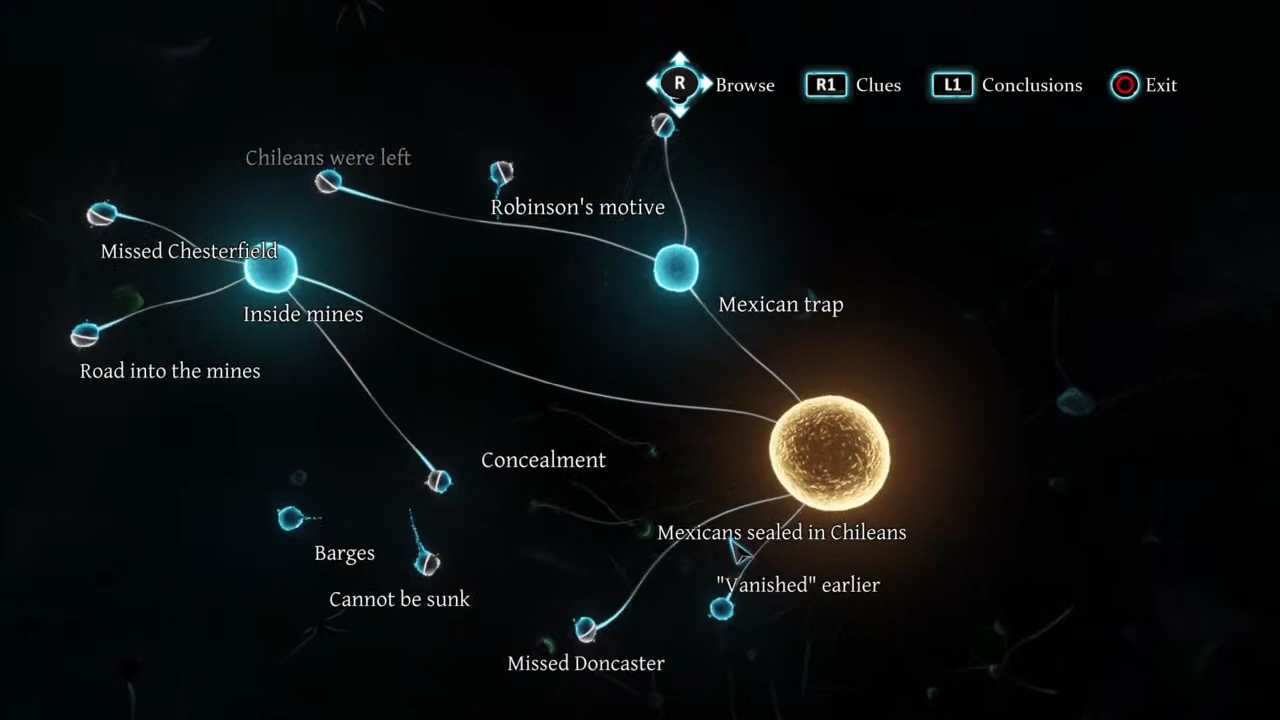 R Browse R1 Clues L1 Conclusions Exit
Chileans were left
Robinson's motive
Missed Chesterfield
Mexican trap
Inside mines
Road into the mines
Concealment
Mexicans sealed in Chileans
Barges
"Vanished" earlier
Cannot be sunk
Missed Doncaster